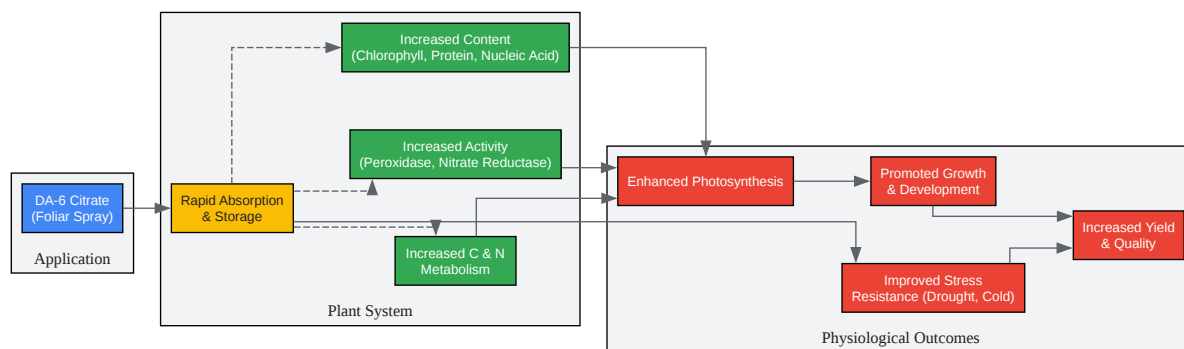 DA-6 Citrate
(Foliar Spray)
Application
Rapid Absorption
& Storage
Increased Content
(Chlorophyll, Protein, Nucleic Acid)
Increased Activity
(Peroxidase, Nitrate Reductase)
Increased C & N
Metabolism
Plant System
Enhanced Photosynthesis
Promoted Growth
& Development
Improved Stress
Resistance (Drought, Cold)
Increased Yield
& Quality
Physiological Outcomes